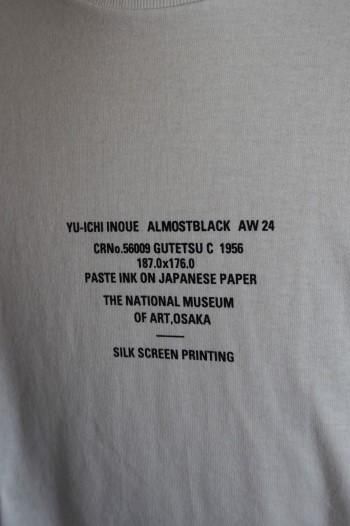 YU-ICHI INOUE ALMOSTBLACK AW 24
CRNo.56009 GUTETSU C 1956
187.0x176.0
PASTE INK ON JAPANESE PAPER
THE NATIONAL MUSEUM
OF ART,OSAKA
SILK SCREEN PRINTING